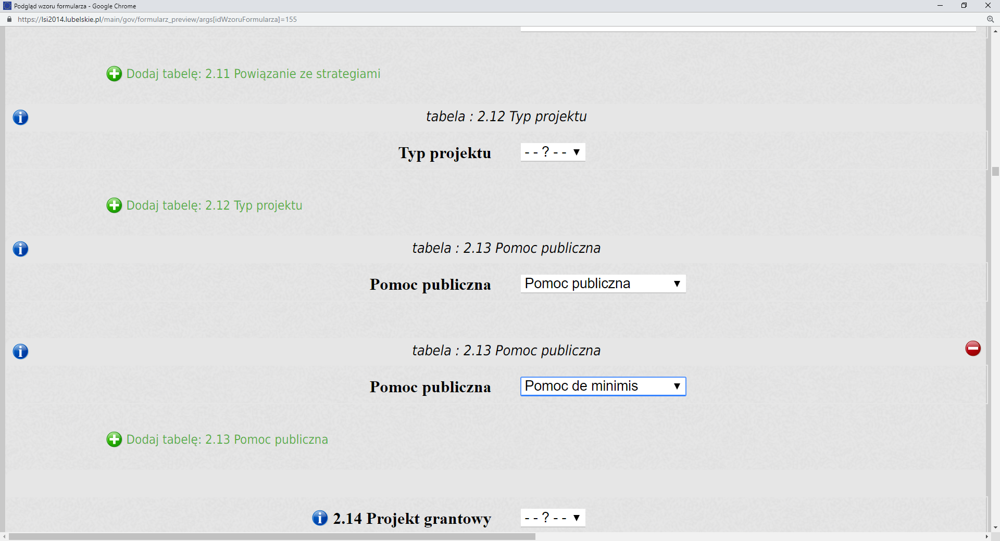 Podgląd wzoru formularza - Google Chrome
https://lsi2014.lubelskie.pl/main/gov/formularz_preview/args[idWzoruFormularza]=155
Dodaj tabelę: 2.11 Powiązanie ze strategiami
tabela : 2.12 Typ projektu
Typ projektu - - ? - -
Dodaj tabelę: 2.12 Typ projektu
tabela : 2.13 Pomoc publiczna
Pomoc publiczna Pomoc publiczna
tabela : 2.13 Pomoc publiczna
Pomoc publiczna Pomoc de minimis
Dodaj tabelę: 2.13 Pomoc publiczna
2.14 Projekt grantowy - - ? - -